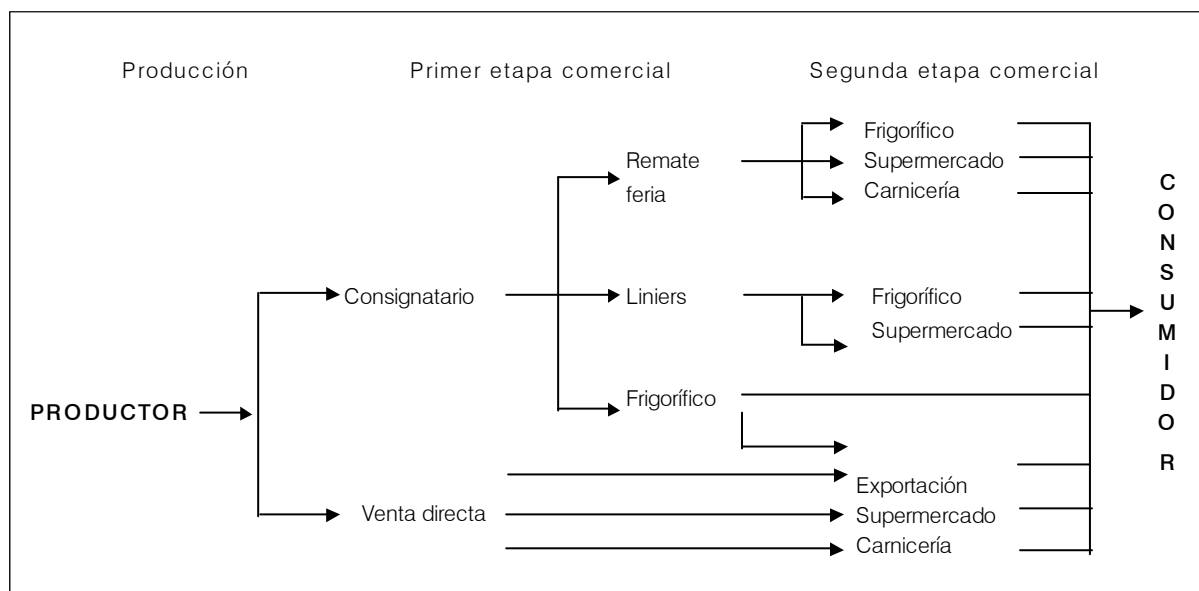 Producción
Primer etapa comercial
Segunda etapa comercial
PRODUCTOR
Consignatario
Venta directa
Remate
feria
Liniers
Frigorífico
Frigorífico
Supermercado
Carnicería
Frigorífico
Supermercado
Exportación
Supermercado
Carnicería
CONSUMIDOR